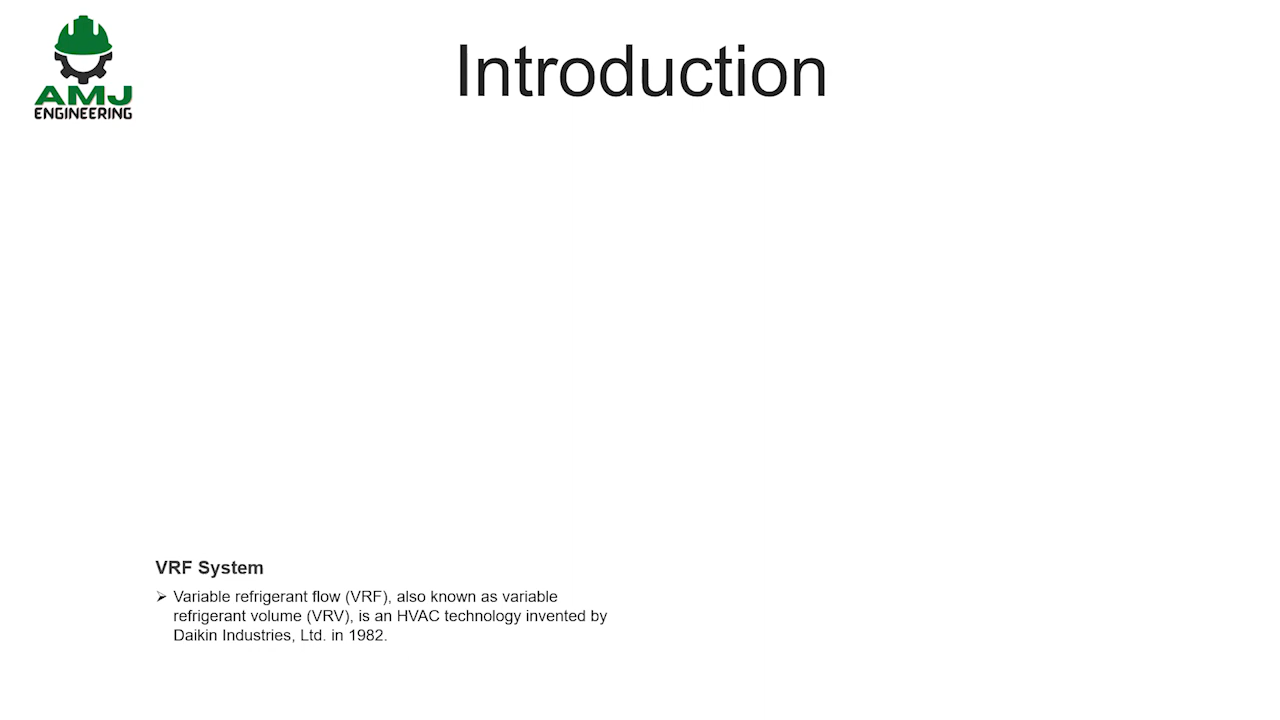 AMJ
ENGINEERING
Introduction
VRF System
➢ Variable refrigerant flow (VRF), also known as variable
refrigerant volume (VRV), is an HVAC technology invented by
Daikin Industries, Ltd. in 1982.